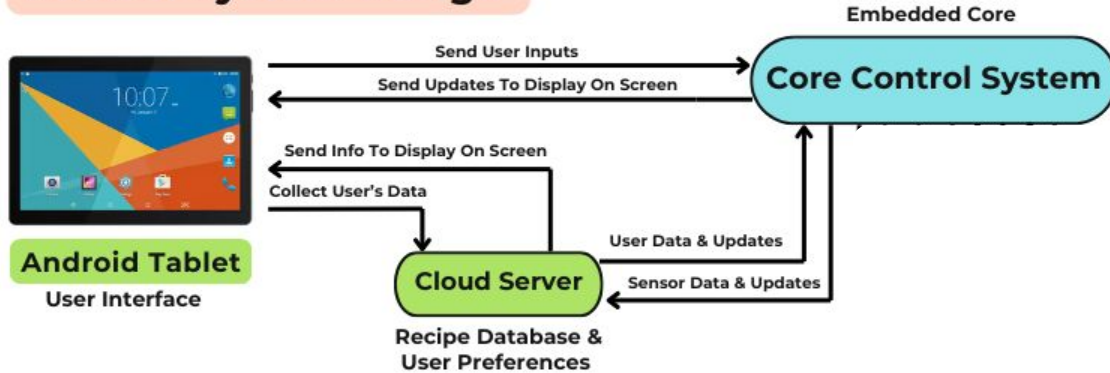 Embedded Core
Send User Inputs
Core Control System
Send Updates To Display On Screen
10:07
Send Info To Display On Screen
Collect User's Data
User Data & Updates
Android Tablet
Cloud Server
Sensor Data & Updates
User Interface
Recipe Database &
User Preferences